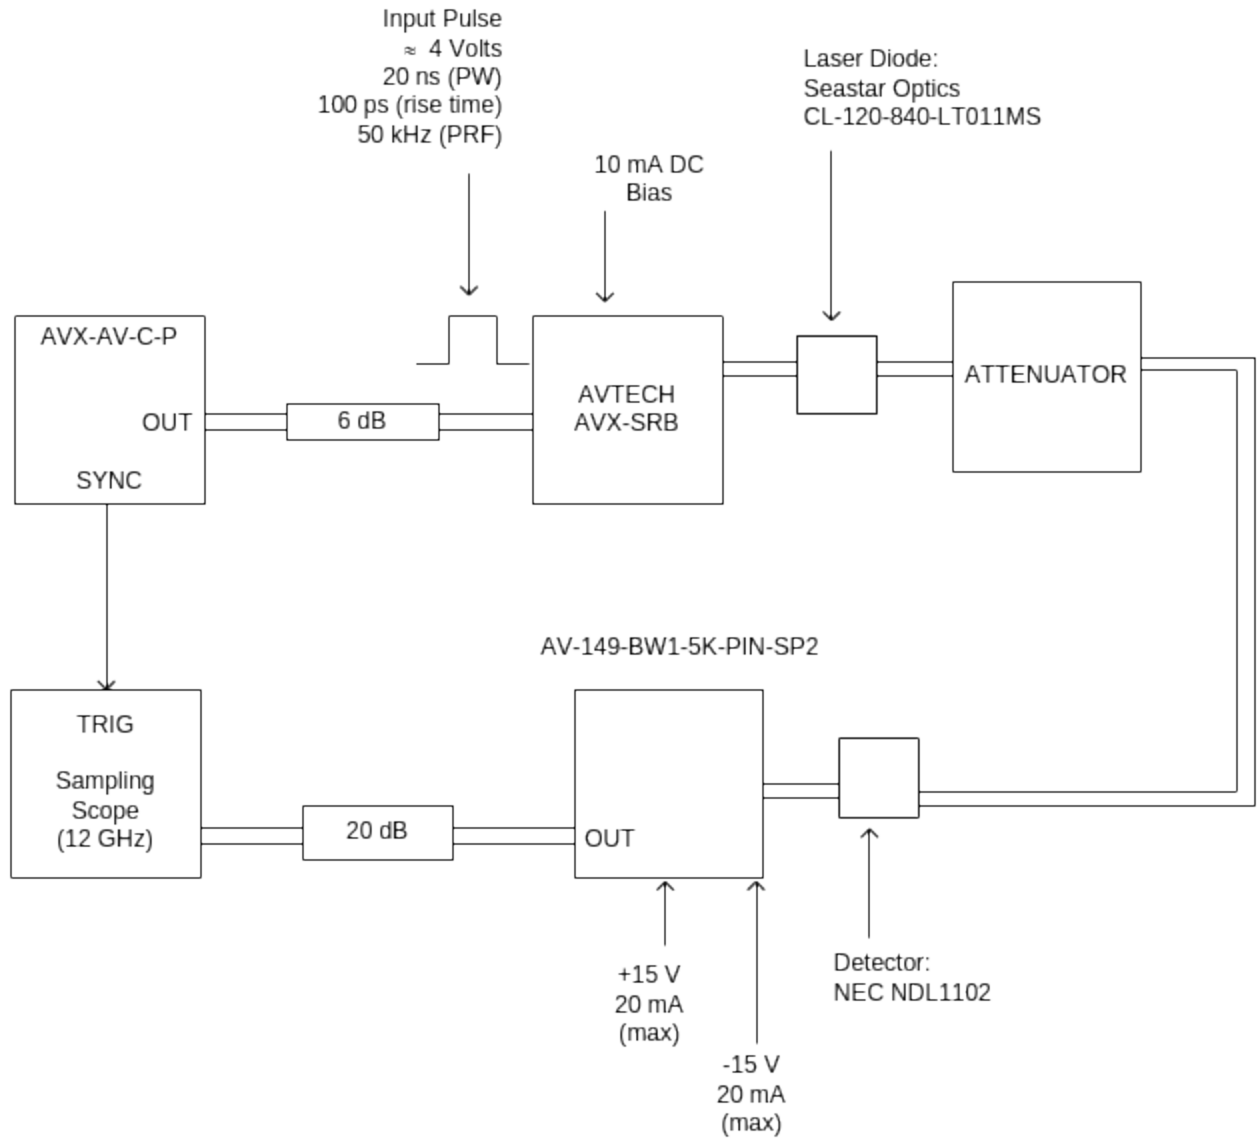 Input Pulse
≈ 4 Volts
20 ns (PW)
100 ps (rise time)
50 kHz (PRF)
Laser Diode:
Seastar Optics
CL-120-840-LT011MS
10 mA DC
Bias
AVX-AV-C-P
OUT
SYNC
6 dB
AVTECH
AVX-SRB
ATTENUATOR
AV-149-BW1-5K-PIN-SP2
TRIG
Sampling
Scope
(12 GHz)
20 dB
OUT
+15 V
20 mA
(max)
-15 V
20 mA
(max)
Detector:
NEC NDL1102